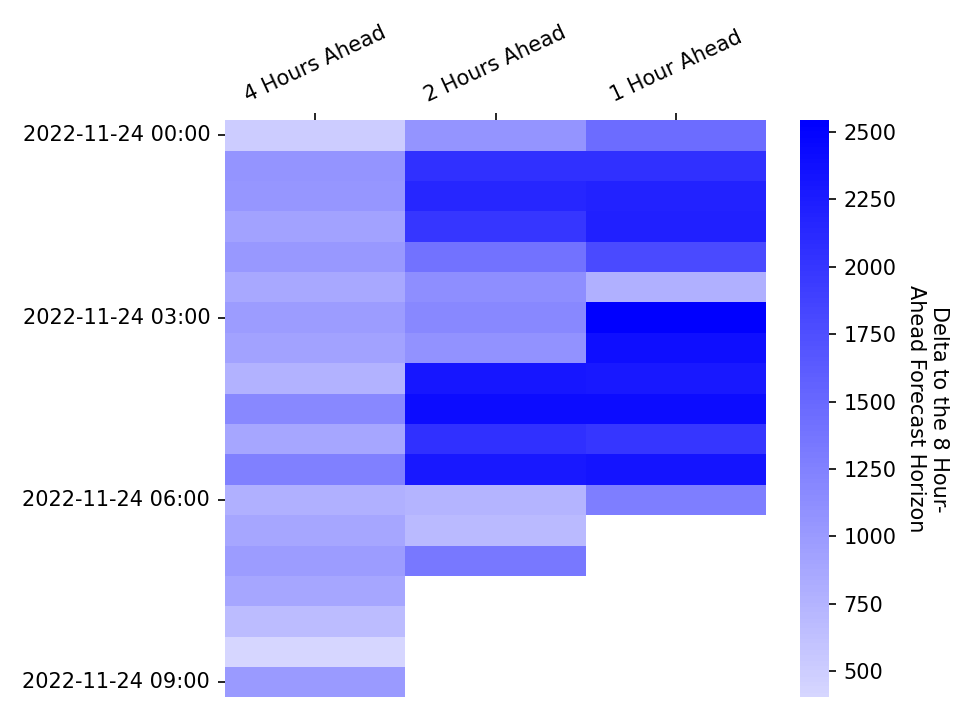 4 Hours Ahead
2 Hours Ahead
1 Hour Ahead
2022-11-24 00:00
2022-11-24 03:00
2022-11-24 06:00
2022-11-24 09:00
2500
2250
2000
1750
1500
1250
1000
750
500
Delta to the 8 Hour-
Ahead Forecast Horizon